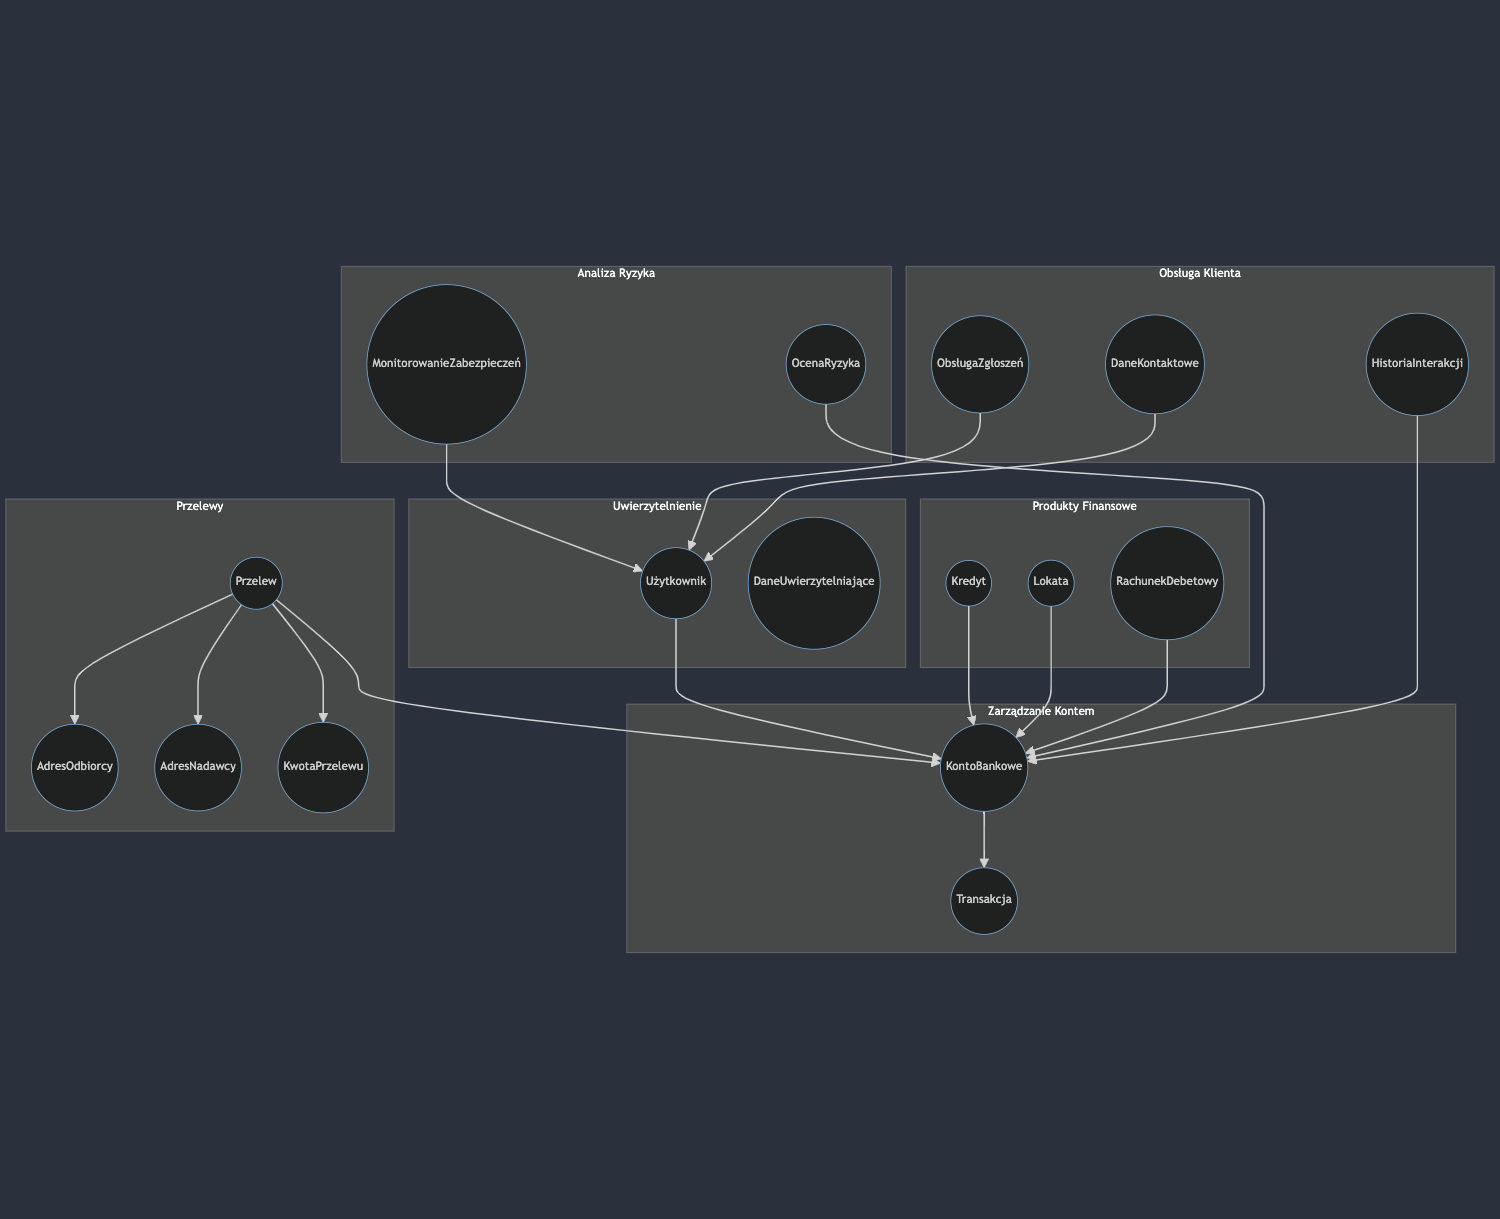 Analiza Ryzyka
Obsługa Klienta
MonitorowanieZabezpieczeń
OcenaRyzyka
ObsługaZgłoszeń
DaneKontaktowe
HistoriaInterakcji
Przelewy
Uwierzytelnienie
Produkty Finansowe
Przelew
Użytkownik
DaneUwierzytelniające
Kredyt
Lokata
RachunekDebetowy
Zarządzanie Kontem
AdresOdbiorcy
AdresNadawcy
KwotaPrzelewu
KontoBankowe
Transakcja